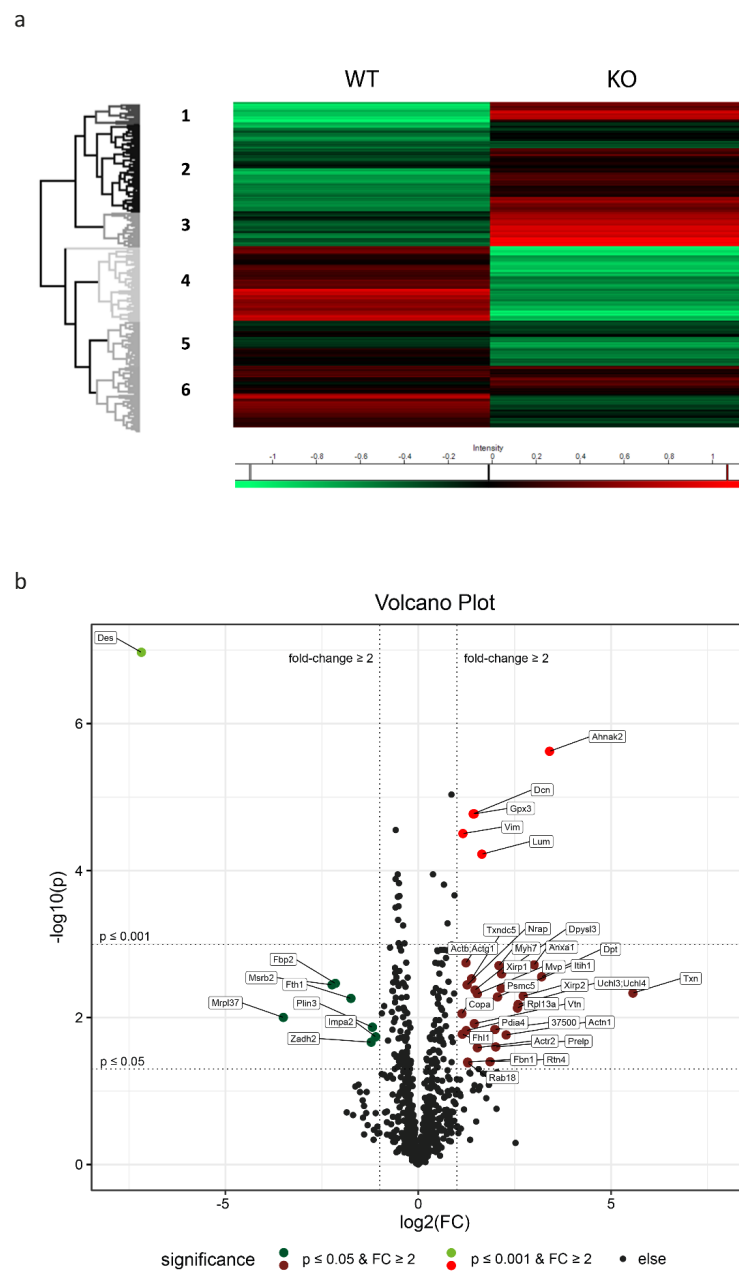 a
WT KO
1
2
3
4
5
6
Intensity
-1 -0.8 -0.6 -0.4 -0.2 0 0.2 0.4 0.6 0.8 1
b
Volcano Plot
Des
fold-change ≥ 2 fold-change ≥ 2
6
Ahnak2
Dcn
Gpx3
Vim
Lum
4
-log10(p)
p ≤ 0.001
Txndc5 Nrap Dpysl3
Actb;Actg1 Myh7 Anxa1 Dpt
Fbp2 Xirp1 Mvp Itih1
Msrb2 Fth1 Psmc5 Xirp2 Uchl3;Uchl4 Txn
Mrpl37 Plin3 Copa Rpl13a Vtn
2
Impa2 Pdia4 37500 Actn1
Zadh2 Fhl1 Actr2 Prelp
p ≤ 0.05
Fbn1 Rtn4
Rab18
0
-5 0 5
log2(FC)
significance p ≤ 0.05 & FC ≥ 2 p ≤ 0.001 & FC ≥ 2 else